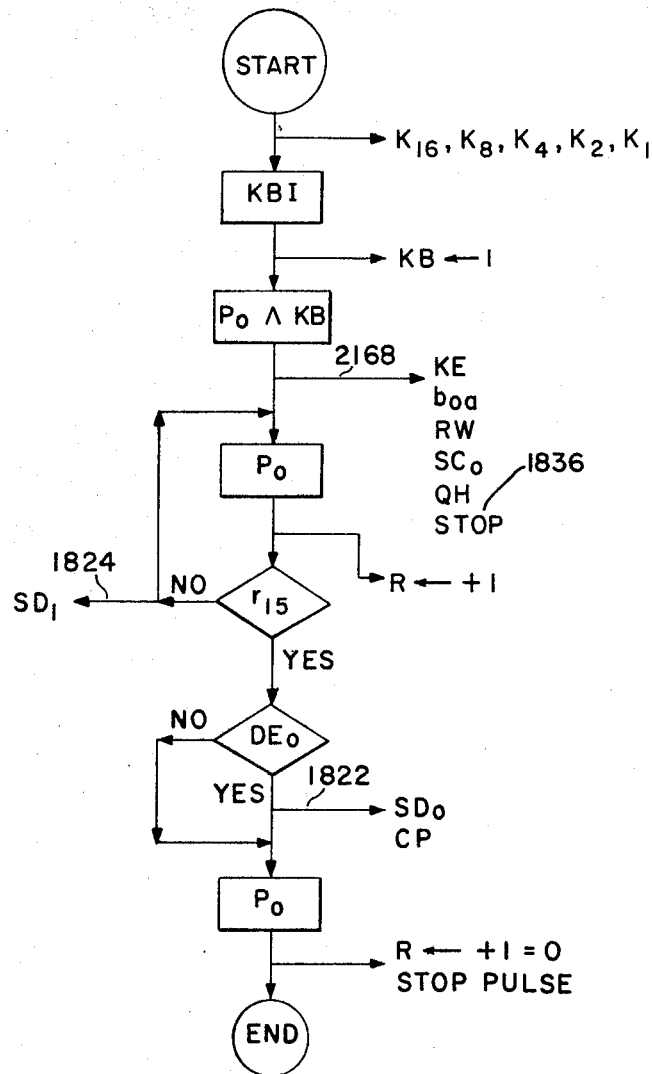 START
K₁₆, K₈, K₄, K₂, K₁
KBI
KB ← 1
P₀ Λ KB
2168
KE
b₀ₐ
RW
SC₀
QH
STOP
1836
P₀
R ← +1
1824
NO
SD₁
r₁₅
YES
NO
DE₀
YES
1822
SD₀
CP
P₀
R ← +1 = 0
STOP PULSE
END